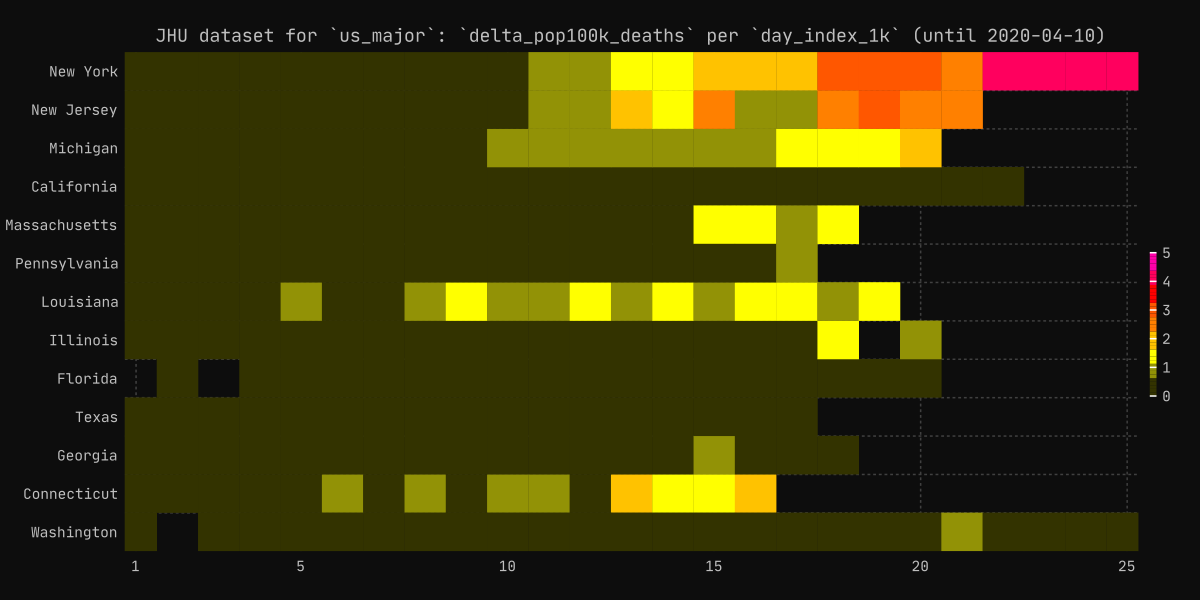 JHU dataset for `us_major`: `delta_pop100k_deaths` per `day_index_1k` (until 2020-04-10)
New York
New Jersey
Michigan
California
Massachusetts
Pennsylvania
Louisiana
Illinois
Florida
Texas
Georgia
Connecticut
Washington
5
4
3
2
1
0
1 5 10 15 20 25